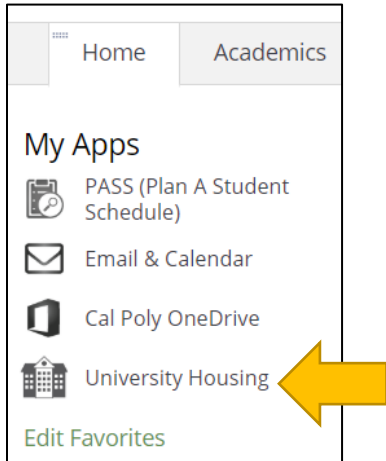 Home Academics
My Apps
PASS (Plan A Student
Schedule)
Email & Calendar
Cal Poly OneDrive
University Housing
Edit Favorites